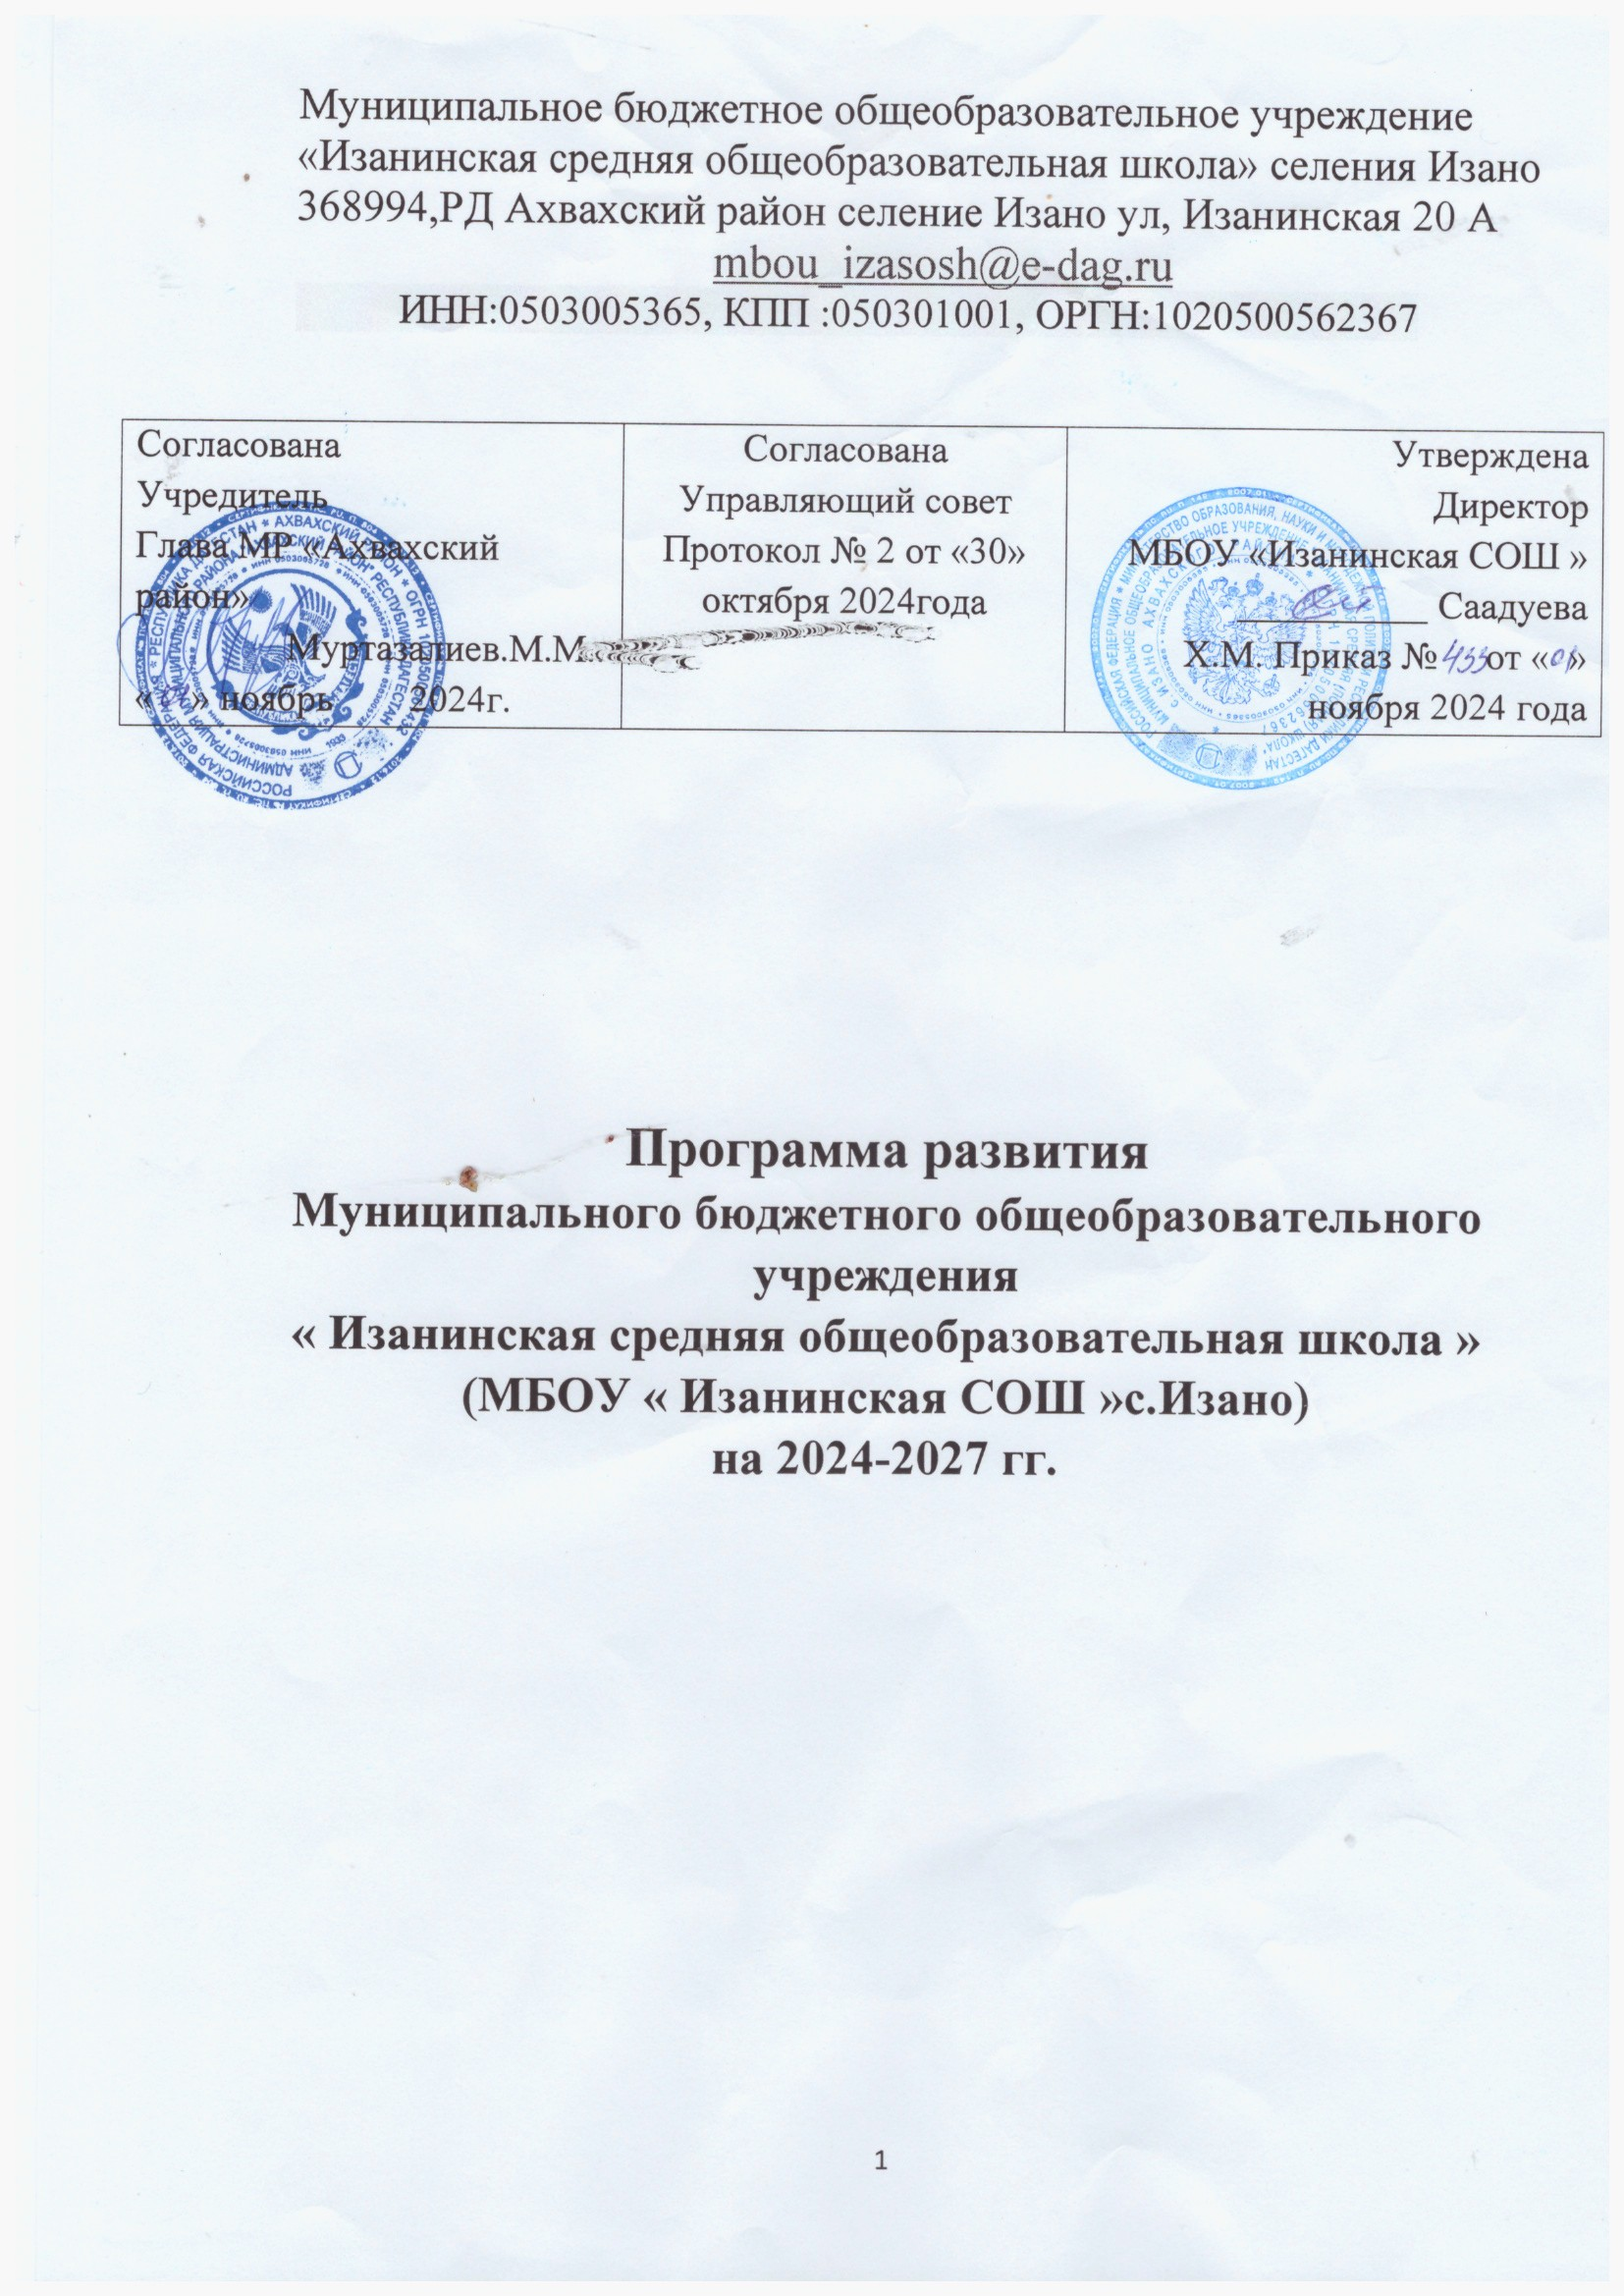 Муниципальное бюджетное общеобразовательное учреждение
«Изанинская средняя общеобразовательная школа» селения Изано
368994,РД Ахвахский район селение Изано ул, Изанинская 20 А
mbou_izasosh@e-dag.ru
ИНН:0503005365, КПП :050301001, ОРГН:1020500562367
Согласована
Учредитель
Глава МР «Ахвахский
район»
Муртазалиев.М.М.
« » ноябрь 2024г.
Согласована
Управляющий совет
Протокол № 2 от «30»
октября 2024года
Утверждена
Директор
МБОУ «Изанинская СОШ »
__________ Саадуева
Х.М. Приказ №433от «01»
ноября 2024 года
Программа развития
Муниципального бюджетного общеобразовательного
учреждения
« Изанинская средняя общеобразовательная школа »
(МБОУ « Изанинская СОШ »с.Изано)
на 2024-2027 гг.
1